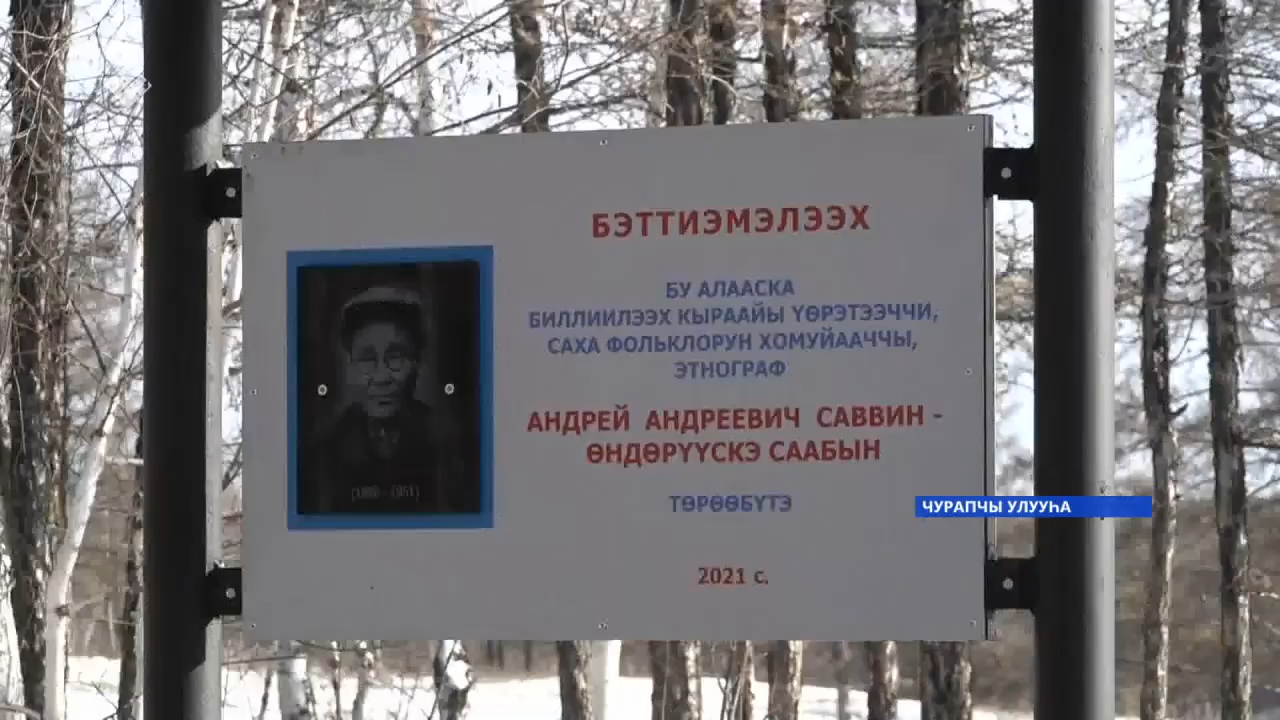 БЭТТИЭМЭЛЭЭХ
БУ АЛААСКА
БИЛЛИИЛЭЭХ КЫРААЙЫ ҮӨРЭТЭЭЧЧИ,
САХА ФОЛЬКЛОРУН ХОМУЙААЧЧЫ,
ЭТНОГРАФ
АНДРЕЙ АНДРЕЕВИЧ САВВИН -
ӨНДӨРҮҮСКЭ СААБЫН
ТӨРӨӨБҮТЭ
2021 с.
ЧУРАПЧЫ УЛУУҺА